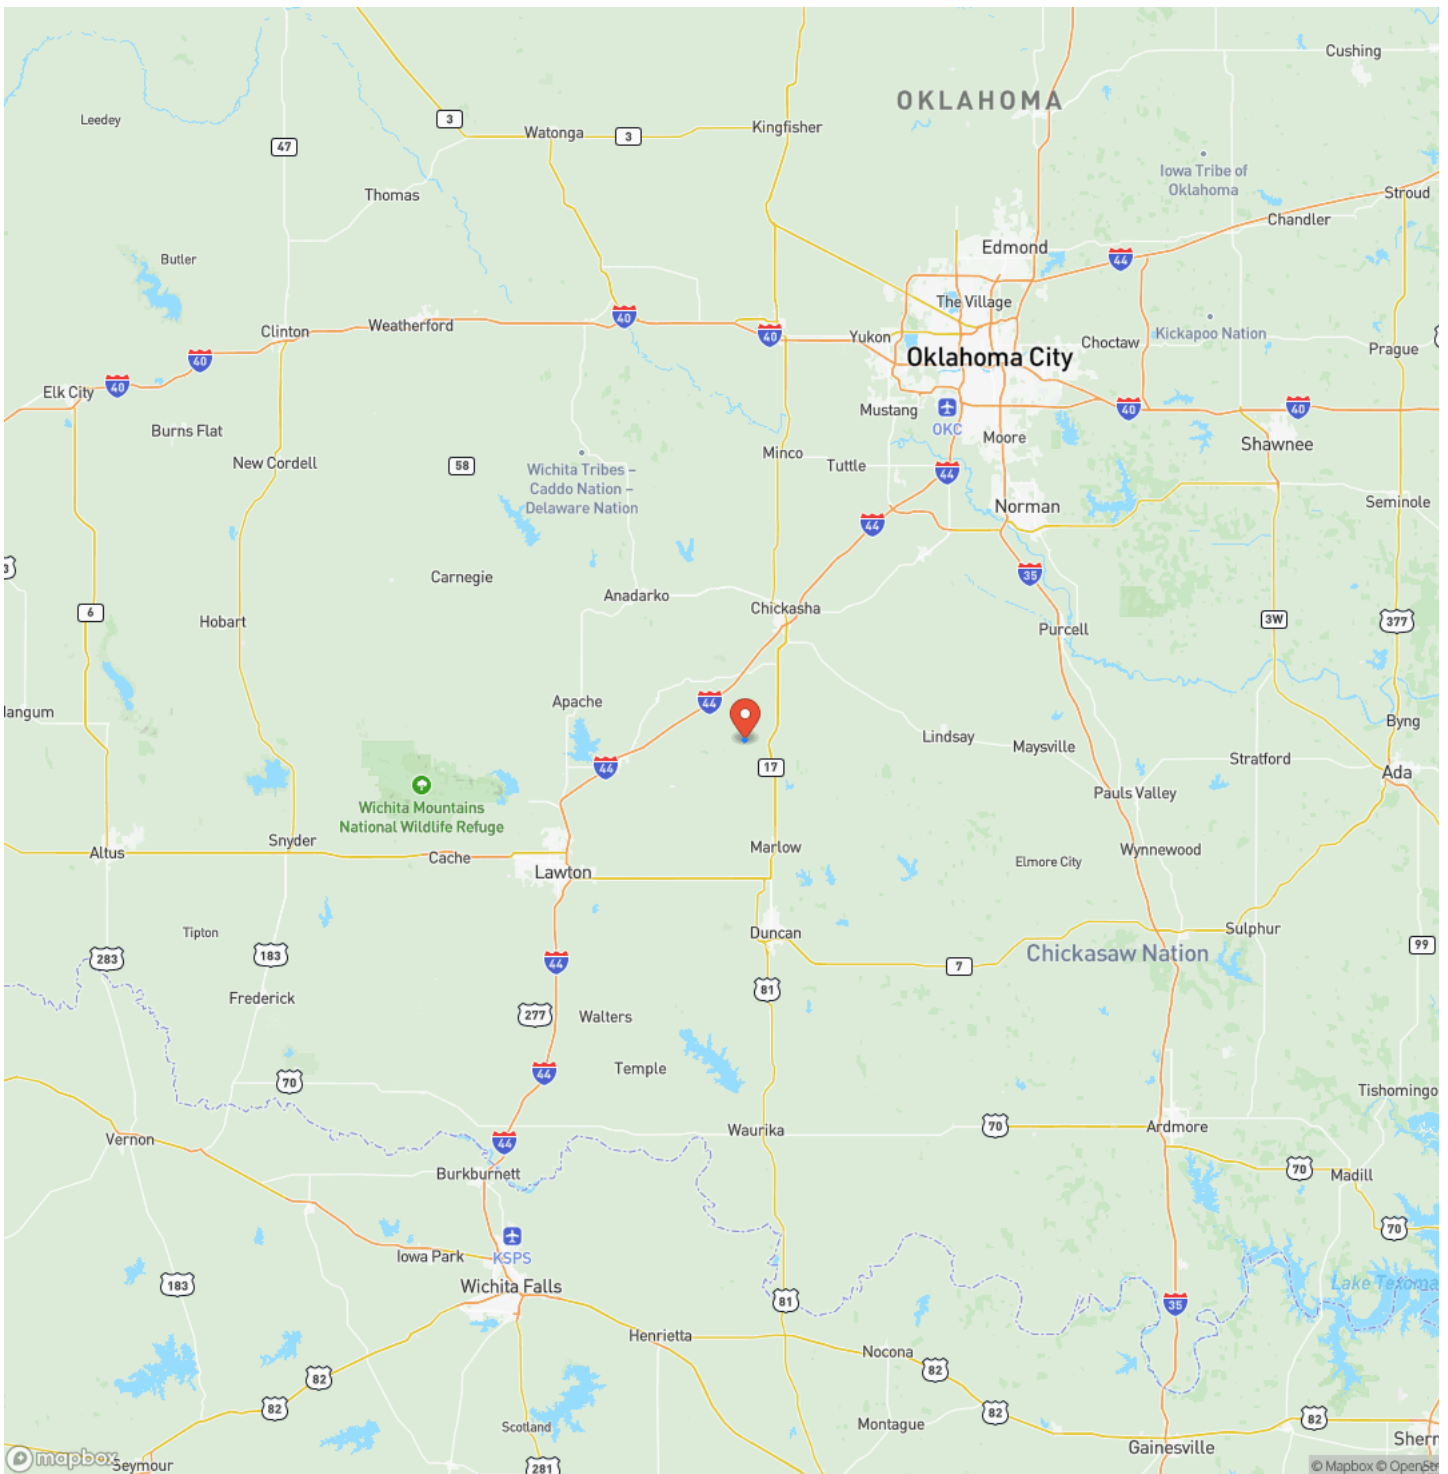 Cushing
OKLAHOMA
Leedey
3
Watonga
3
Kingfisher
47
Iowa Tribe of
Oklahoma
Thomas
Stroud
Chandler
Edmond
44
Butler
The Village
40
Clinton
Weatherford
40
Yukon
Kickapoo Nation
Choctaw
Prague
40
Oklahoma City
40
Elk City
Mustang
OKC
40
40
Burns Flat
Moore
Shawnee
New Cordell
58
Wichita Tribes –
Caddo Nation –
Delaware Nation
Minco
Tuttle
44
Norman
Seminole
44
35
Carnegie
Anadarko
Chickasha
6
Hobart
3W
377
Purcell
Apache
44
langum
Byng
Lindsay
Maysville
Stratford
17
44
Ada
Pauls Valley
Wichita Mountains
National Wildlife Refuge
Snyder
Altus
Cache
Marlow
Elmore City
Wynnewood
Lawton
Tipton
Duncan
Sulphur
283
183
44
7
Chickasaw Nation
99
81
Frederick
277
Walters
44
Temple
70
Tishomingo
Vernon
44
Waurika
70
Ardmore
Burkburnett
70
Madill
70
KSPS
Iowa Park
183
Wichita Falls
81
35
Lake Texoma
Henrietta
Nocona
82
82
82
82
82
Scotland
Montague
Gainesville
Sherm
mapbox
Seymour
281
© Mapbox © OpenStr